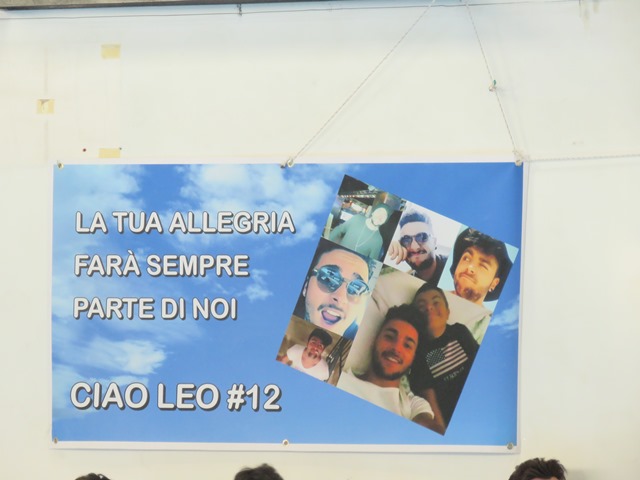 LA TUA ALLEGRIA
FARÀ SEMPRE
PARTE DI NOI
CIAO LEO #12